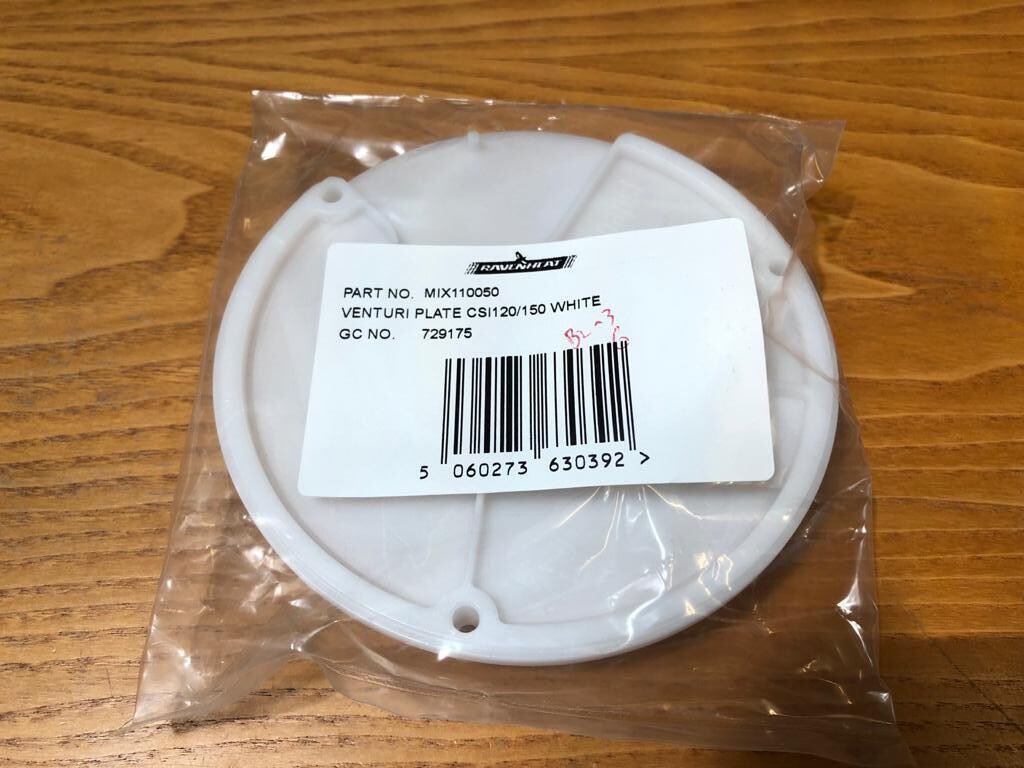 RAVENHEAT
PART NO. MIX110050
VENTURI PLATE CSI120/150 WHITE
GC NO. 729175
5 060273 630392 >